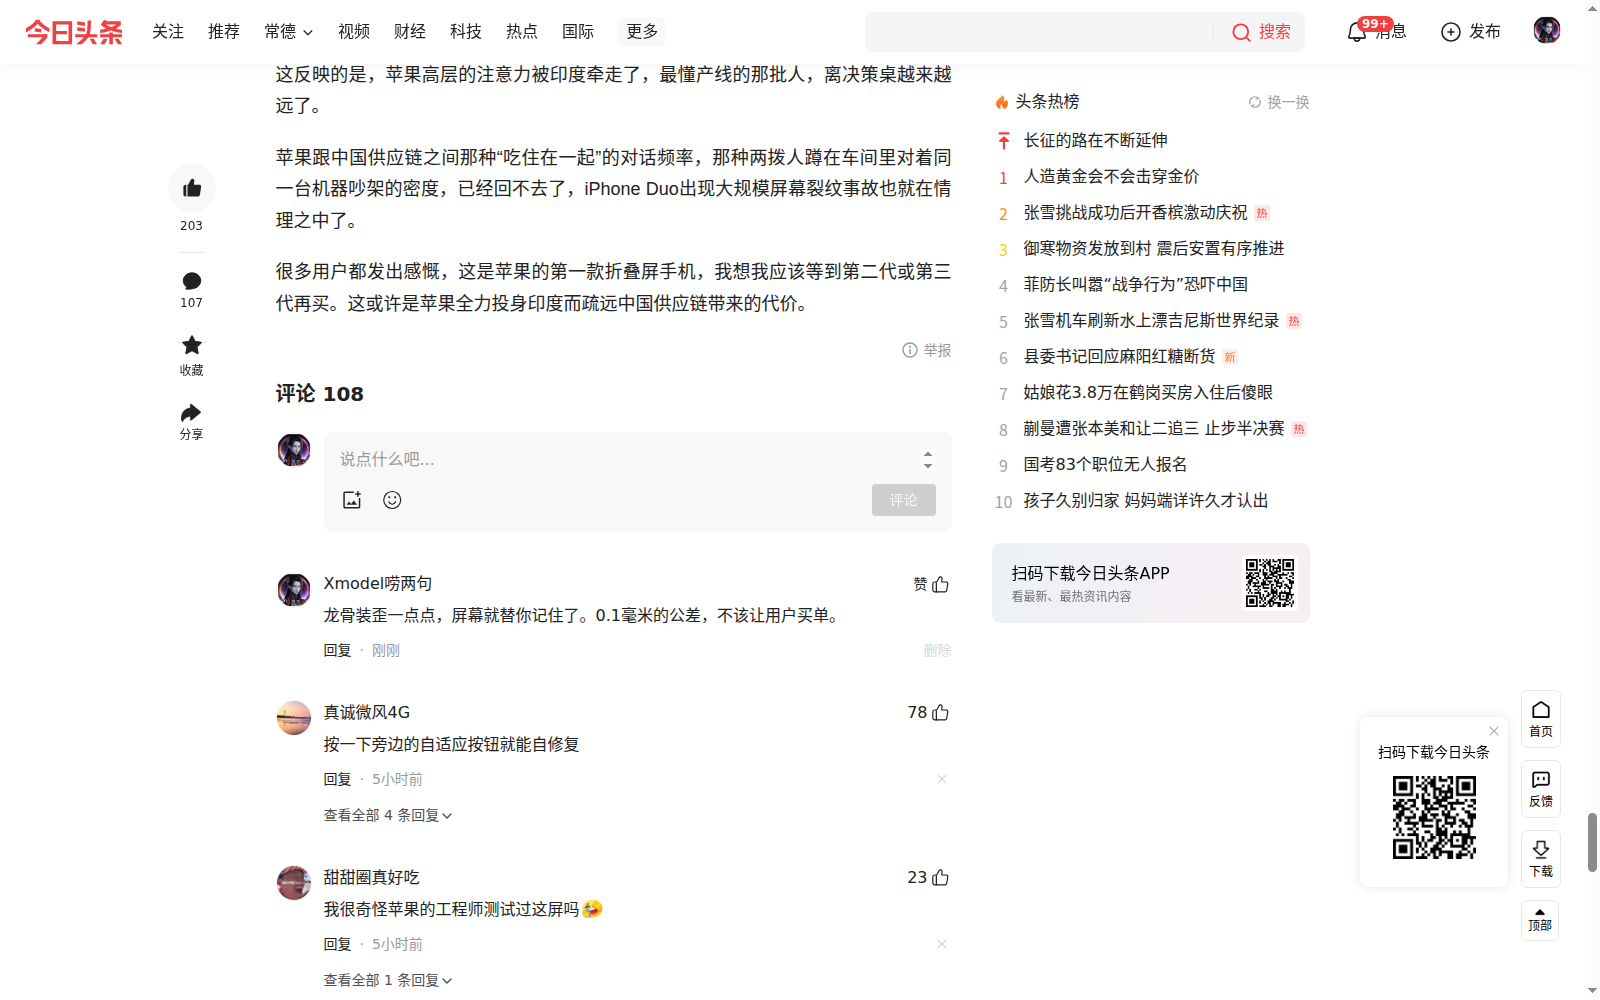 今日头条
关注 推荐 常德 视频 财经 科技 热点 国际 更多
搜索
99+
消息
发布
这反映的是，苹果高层的注意力被印度牵走了，最懂产线的那批人，离决策桌越来越
远了。
苹果跟中国供应链之间那种“吃住在一起”的对话频率，那种两拨人蹲在车间里对着同
一台机器吵架的密度，已经回不去了，iPhone Duo出现大规模屏幕裂纹事故也就在情
理之中了。
很多用户都发出感慨，这是苹果的第一款折叠屏手机，我想我应该等到第二代或第三
代再买。这或许是苹果全力投身印度而疏远中国供应链带来的代价。
举报
203
107
收藏
分享
评论 108
说点什么吧...
评论
Xmodel唠两句
赞
龙骨装歪一点点，屏幕就替你记住了。0.1毫米的公差，不该让用户买单。
回复 · 刚刚
删除
真诚微风4G
78
按一下旁边的自适应按钮就能自修复
回复 · 5小时前
查看全部 4 条回复
甜甜圈真好吃
23
我很奇怪苹果的工程师测试过这屏吗
回复 · 5小时前
查看全部 1 条回复
头条热榜
换一换
长征的路在不断延伸
1 人造黄金会不会击穿金价
2 张雪挑战成功后开香槟激动庆祝 热
3 御寒物资发放到村 震后安置有序推进
4 菲防长叫嚣“战争行为”恐吓中国
5 张雪机车刷新水上漂吉尼斯世界纪录 热
6 县委书记回应麻阳红糖断货 新
7 姑娘花3.8万在鹤岗买房入住后傻眼
8 蒯曼遭张本美和让二追三 止步半决赛 热
9 国考83个职位无人报名
10 孩子久别归家 妈妈端详许久才认出
扫码下载今日头条APP
看最新、最热资讯内容
扫码下载今日头条
首页
反馈
下载
顶部